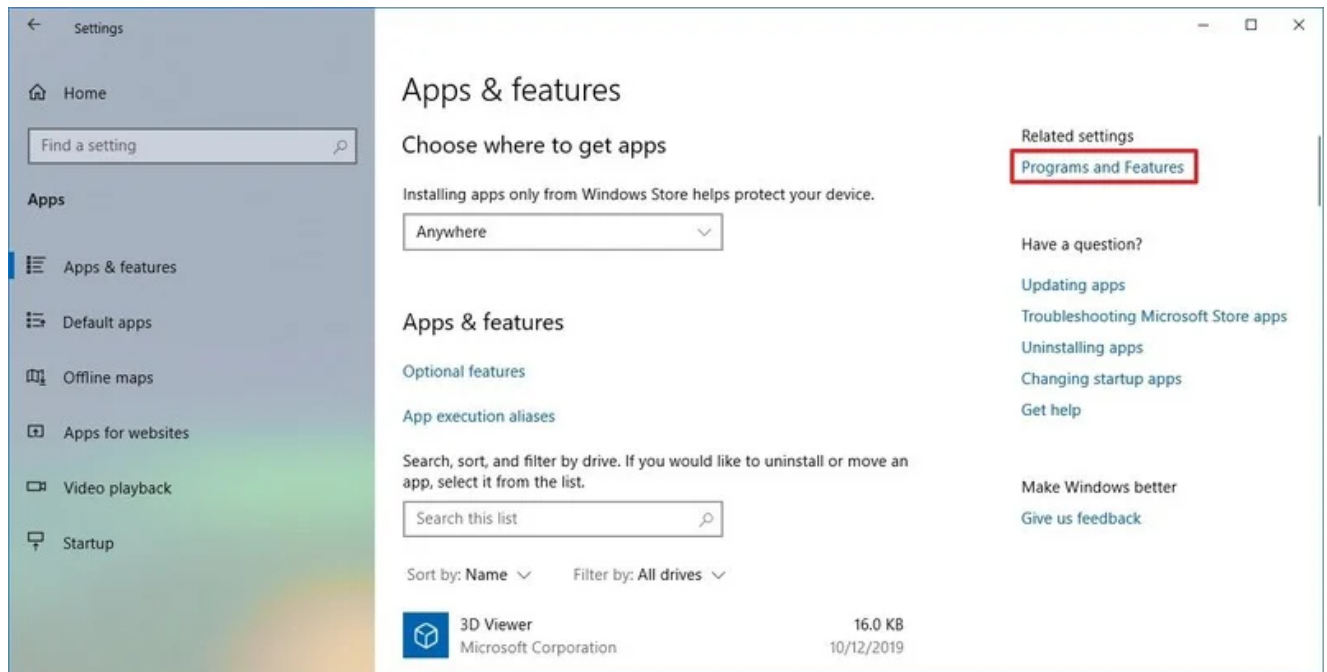 Settings
Home
Find a setting
Apps
Apps & features
Default apps
Offline maps
Apps for websites
Video playback
Startup
Apps & features
Choose where to get apps
Installing apps only from Windows Store helps protect your device.
Anywhere
Apps & features
Optional features
App execution aliases
Search, sort, and filter by drive. If you would like to uninstall or move an
app, select it from the list.
Search this list
Sort by: Name Filter by: All drives
3D Viewer 16.0 KB
Microsoft Corporation 10/12/2019
Related settings
Programs and Features
Have a question?
Updating apps
Troubleshooting Microsoft Store apps
Uninstalling apps
Changing startup apps
Get help
Make Windows better
Give us feedback